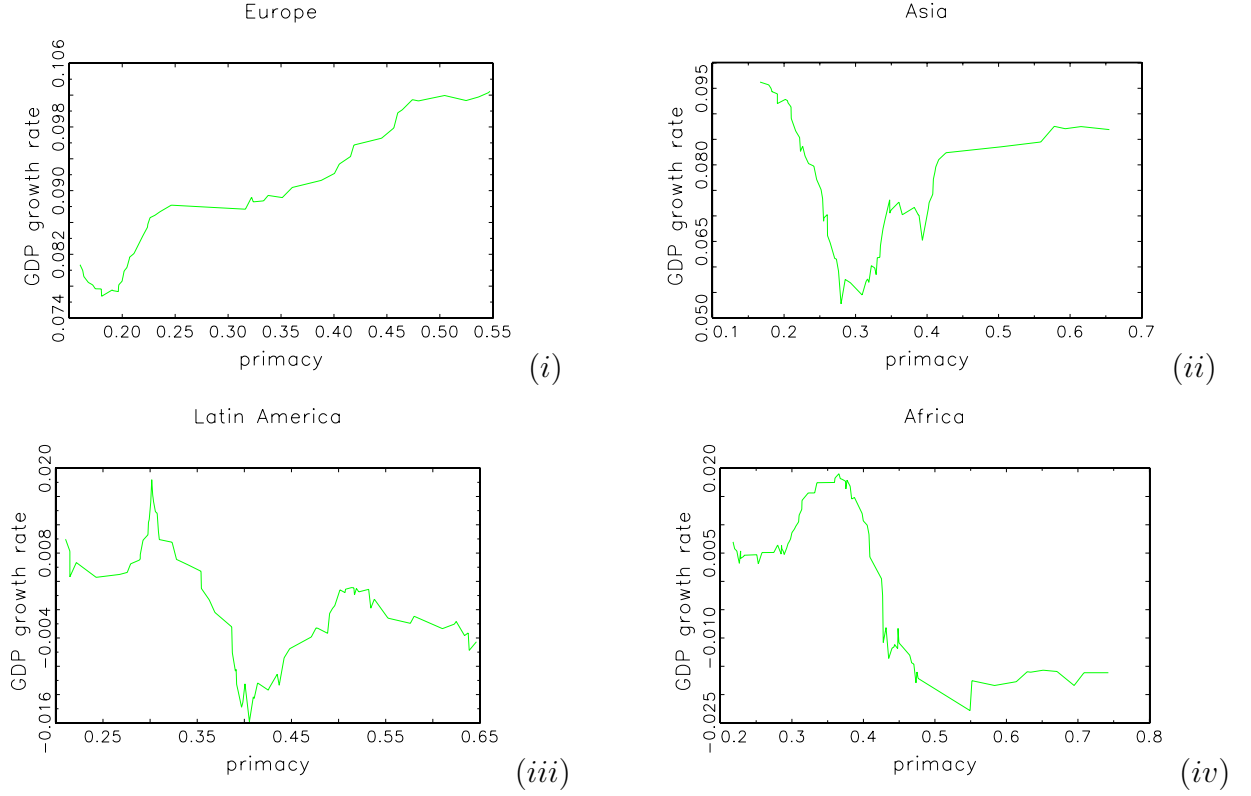 Europe
GDP growth rate
0.074 0.082 0.090 0.098 0.106
0.20 0.25 0.30 0.35 0.40 0.45 0.50 0.55
primacy
(i)
Asia
GDP growth rate
0.050 0.065 0.080 0.095
0.1 0.2 0.3 0.4 0.5 0.6 0.7
primacy
(ii)
Latin America
GDP growth rate
-0.016 -0.004 0.008 0.020
0.25 0.35 0.45 0.55 0.65
primacy
(iii)
Africa
GDP growth rate
-0.025 -0.010 0.005 0.020
0.2 0.3 0.4 0.5 0.6 0.7 0.8
primacy
(iv)